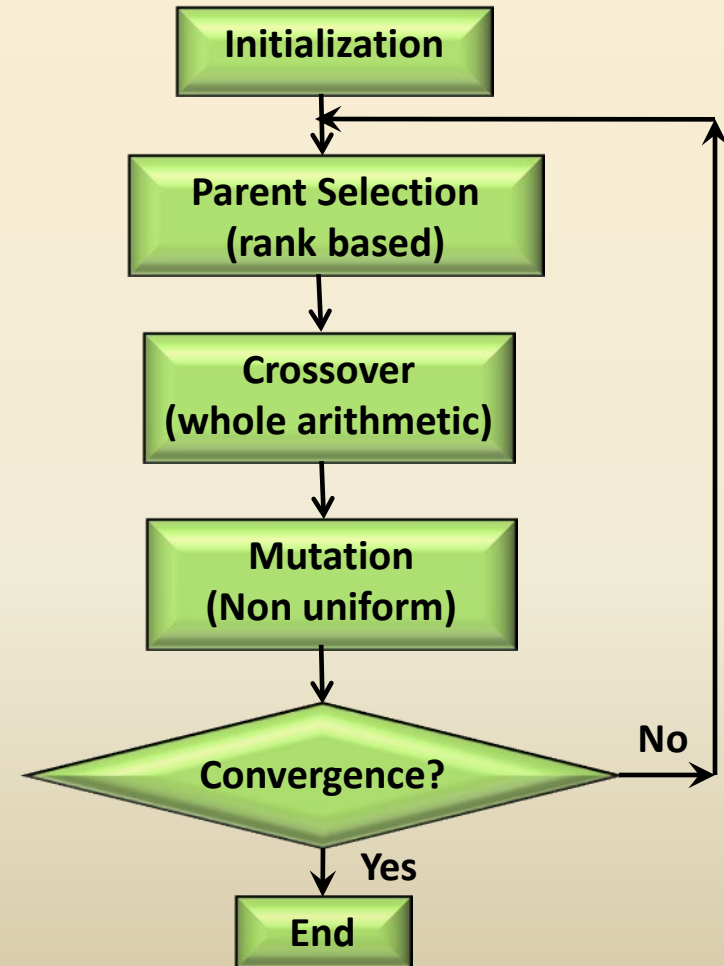 Initialization
Parent Selection
(rank based)
Crossover
(whole arithmetic)
Mutation
(Non uniform)
Convergence?
No
Yes
End